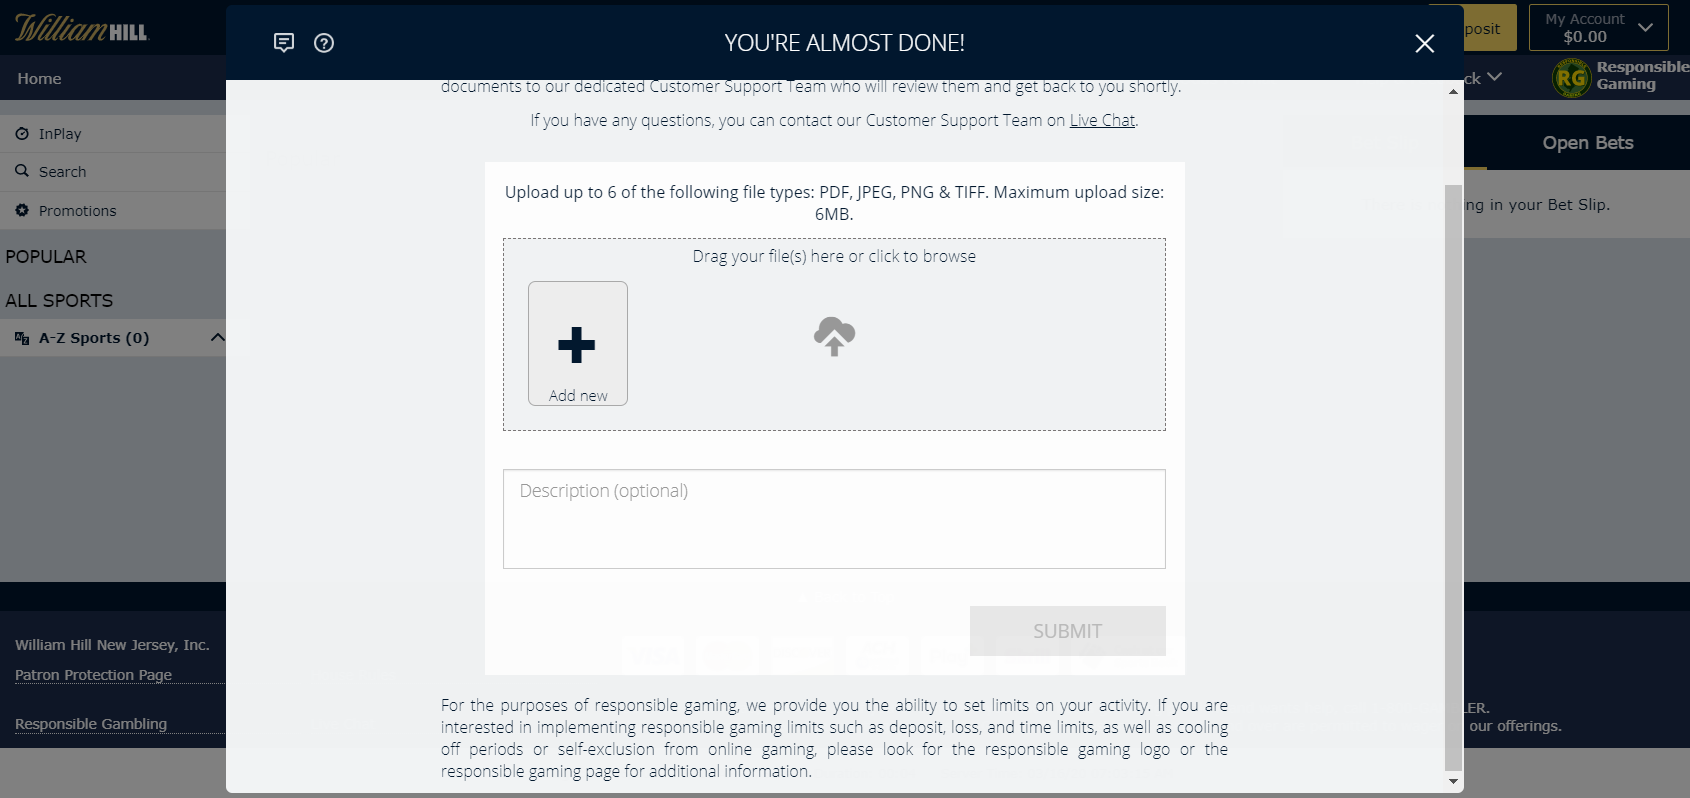 William HILL
YOU'RE ALMOST DONE!
posit
My Account
$0.00
Home
ck
RG
Responsible
Gaming
InPlay
Search
Promotions
POPULAR
ALL SPORTS
A-Z Sports (0)
documents to our dedicated Customer Support Team who will review them and get back to you shortly.
If you have any questions, you can contact our Customer Support Team on Live Chat.
Upload up to 6 of the following file types: PDF, JPEG, PNG & TIFF. Maximum upload size:
6MB.
Drag your file(s) here or click to browse
Add new
Description (optional)
SUBMIT
For the purposes of responsible gaming, we provide you the ability to set limits on your activity. If you are
interested in implementing responsible gaming limits such as deposit, loss, and time limits, as well as cooling
off periods or self-exclusion from online gaming, please look for the responsible gaming logo or the
responsible gaming page for additional information.
Open Bets
ng in your Bet Slip.
William Hill New Jersey, Inc.
Patron Protection Page
Responsible Gambling
LER.
our offerings.